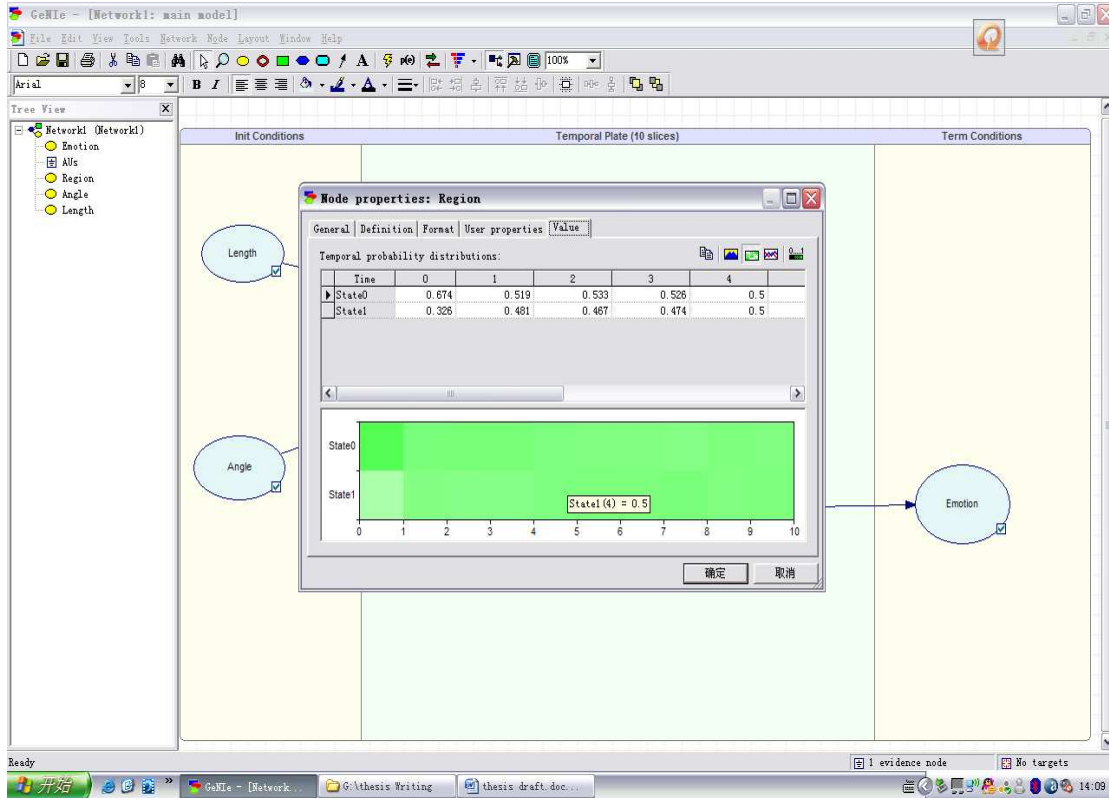 GeNIe - [Network1: main model]
File Edit View Tools Network Node Layout Window Help
100%
Arial 8 B I A
Tree View
Network1 (Network1)
Emotion
AUs
Region
Angle
Length
Init Conditions Temporal Plate (10 slices) Term Conditions
Length
Angle
Emotion
Node properties: Region
General Definition Format User properties Value
Temporal probability distributions:
Time 0 1 2 3 4
State0 0.674 0.519 0.533 0.526 0.5
State1 0.326 0.481 0.467 0.474 0.5
State0
State1
State1(4) = 0.5
0 1 2 3 4 5 6 7 8 9 10
确定 取消
Ready 1 evidence node No targets
开始 GeNIe - [Network... G:\thesis Writing thesis draft.doc... 14:09